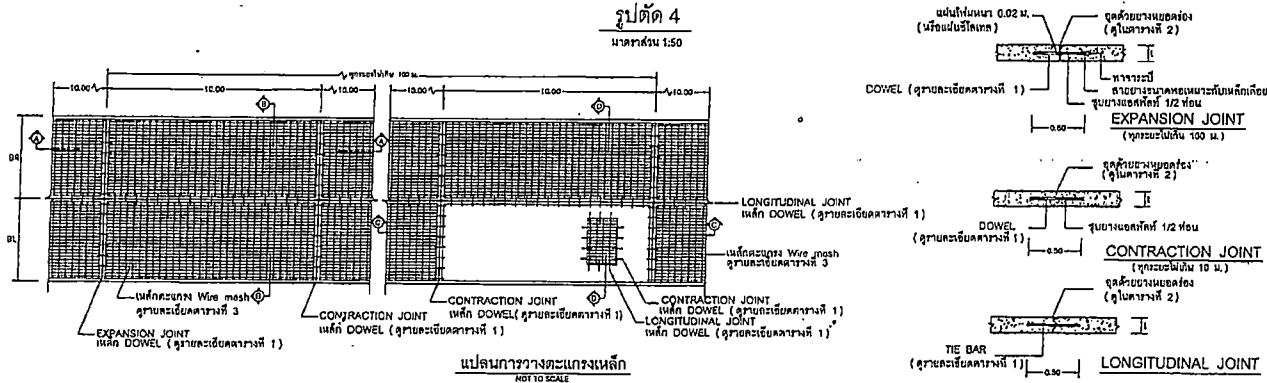 รูปตัด 4
มาตราส่วน 1:50
ทุกระยะไม่เกิน 100 ม.
10.00
10.00
10.00
10.00
10.00
10.00
A
B
A
D
BR
BL
C
C
LONGITUDINAL JOINT
เหล็ก DOWEL (ดูรายละเอียดตารางที่ 1)
เหล็กตะแกรง Wire mesh
ดูรายละเอียดตารางที่ 3
เหล็กตะแกรง Wire mesh
ดูรายละเอียดตารางที่ 3
B
D
EXPANSION JOINT
เหล็ก DOWEL (ดูรายละเอียดตารางที่ 1)
CONTRACTION JOINT
เหล็ก DOWEL (ดูรายละเอียดตารางที่ 1)
CONTRACTION JOINT
เหล็ก DOWEL (ดูรายละเอียดตารางที่ 1)
CONTRACTION JOINT
เหล็ก DOWEL (ดูรายละเอียดตารางที่ 1)
LONGITUDINAL JOINT
เหล็ก DOWEL (ดูรายละเอียดตารางที่ 1)
แปลนการวางตะแกรงเหล็ก
NOT TO SCALE
แผ่นโฟมหนา 0.02 ม.
(หรือแผ่นซีโลเทค)
อุดด้วยยางหยอดร่อง
(ดูในตารางที่ 2)
t
DOWEL (ดูรายละเอียดตารางที่ 1)
ทาจาระบี
ชุบยางแอสฟัลท์ 1/2 ท่อน
0.50
EXPANSION JOINT
(ทุกระยะไม่เกิน 100 ม.)
อุดด้วยยางหยอดร่อง
(ดูในตารางที่ 2)
t
DOWEL
(ดูรายละเอียดตารางที่ 1)
ชุบยางแอสฟัลท์ 1/2 ท่อน
0.50
CONTRACTION JOINT
(ทุกระยะไม่เกิน 10 ม.)
อุดด้วยยางหยอดร่อง
(ดูในตารางที่ 2)
t
TIE BAR
(ดูรายละเอียดตารางที่ 1)
0.50
LONGITUDINAL JOINT